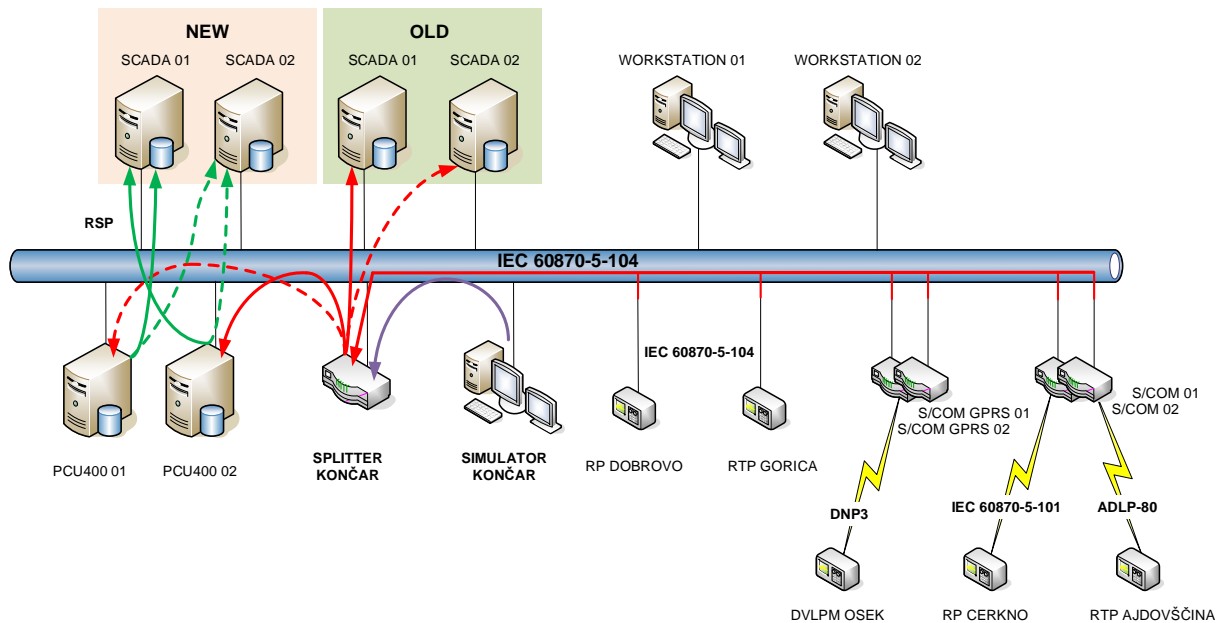 NEW
OLD
SCADA 01
SCADA 02
SCADA 01
SCADA 02
WORKSTATION 01
WORKSTATION 02
RSP
IEC 60870-5-104
IEC 60870-5-104
S/COM GPRS 01
S/COM GPRS 02
S/COM 01
S/COM 02
PCU400 01
PCU400 02
SPLITTER
KONČAR
SIMULATOR
KONČAR
RP DOBROVO
RTP GORICA
DNP3
IEC 60870-5-101
ADLP-80
DVLPM OSEK
RP CERKNO
RTP AJDOVŠČINA